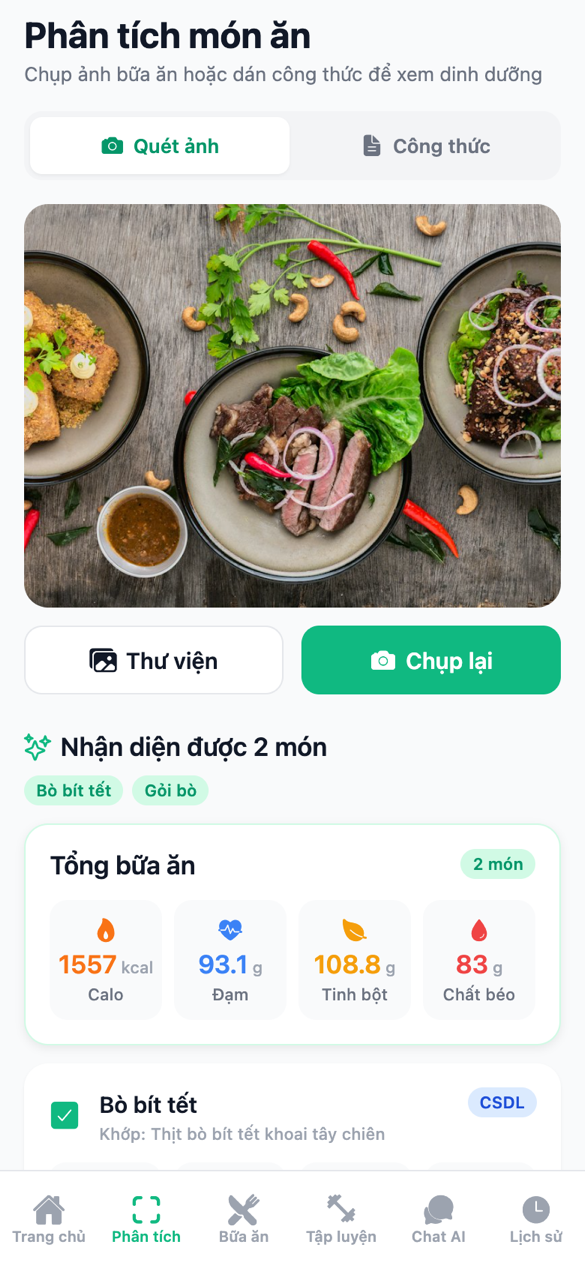 Phân tích món ăn
Chụp ảnh bữa ăn hoặc dán công thức để xem dinh dưỡng
Quét ảnh
Công thức
Thư viện
Chụp lại
Nhận diện được 2 món
Bò bít tết
Gỏi bò
Tổng bữa ăn
2 món
1557 kcal
93.1 g
108.8 g
83 g
Calo
Đạm
Tinh bột
Chất béo
Bò bít tết
CSDL
Khớp: Thịt bò bít tết khoai tây chiên
Trang chủ
Phân tích
Bữa ăn
Tập luyện
Chat AI
Lịch sử